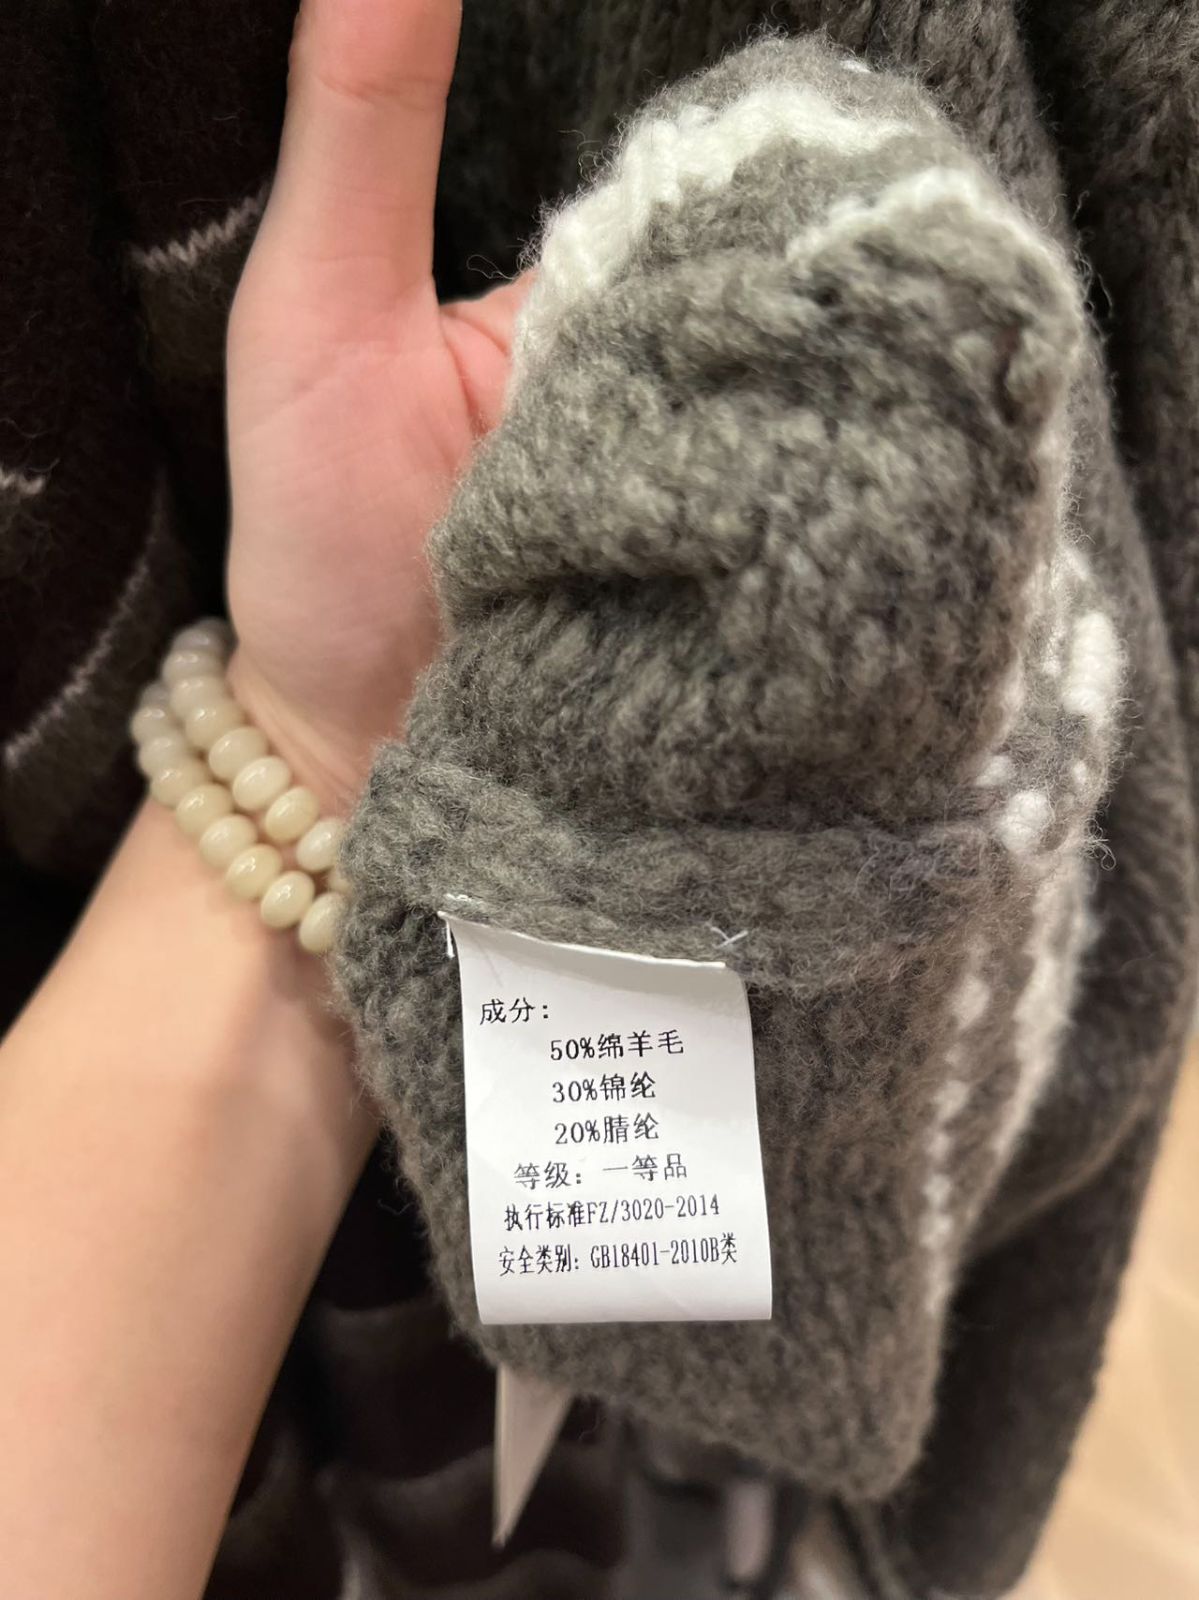 成分：
50%绵羊毛
30%锦纶
20%腈纶
等级：一等品
执行标准FZ/3020-2014
安全类别：GB18401-2010B类